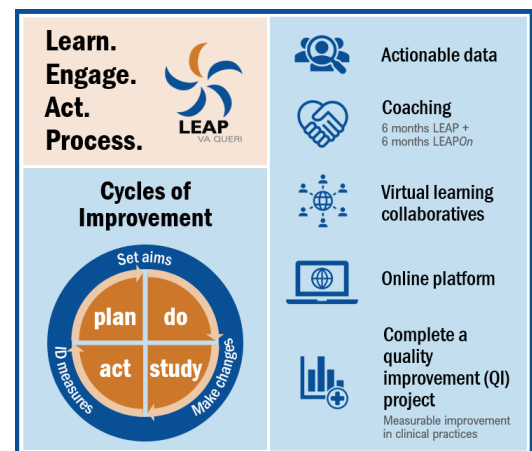 Learn.
Engage.
Act.
Process.
LEAP
VA QUERI
Cycles of
Improvement
Set aims
plan
do
act
study
ID measures
Make changes
Actionable data
Coaching
6 months LEAP +
6 months LEAPOn
Virtual learning
collaboratives
Online platform
Complete a
quality
improvement (QI)
project
Measurable improvement
in clinical practices